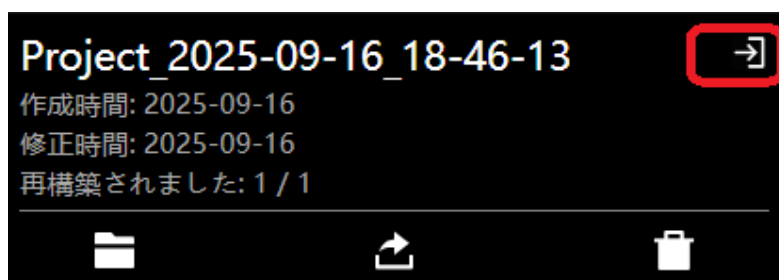 Project_2025-09-16_18-46-13
作成時間: 2025-09-16
修正時間: 2025-09-16
再構築されました: 1 / 1